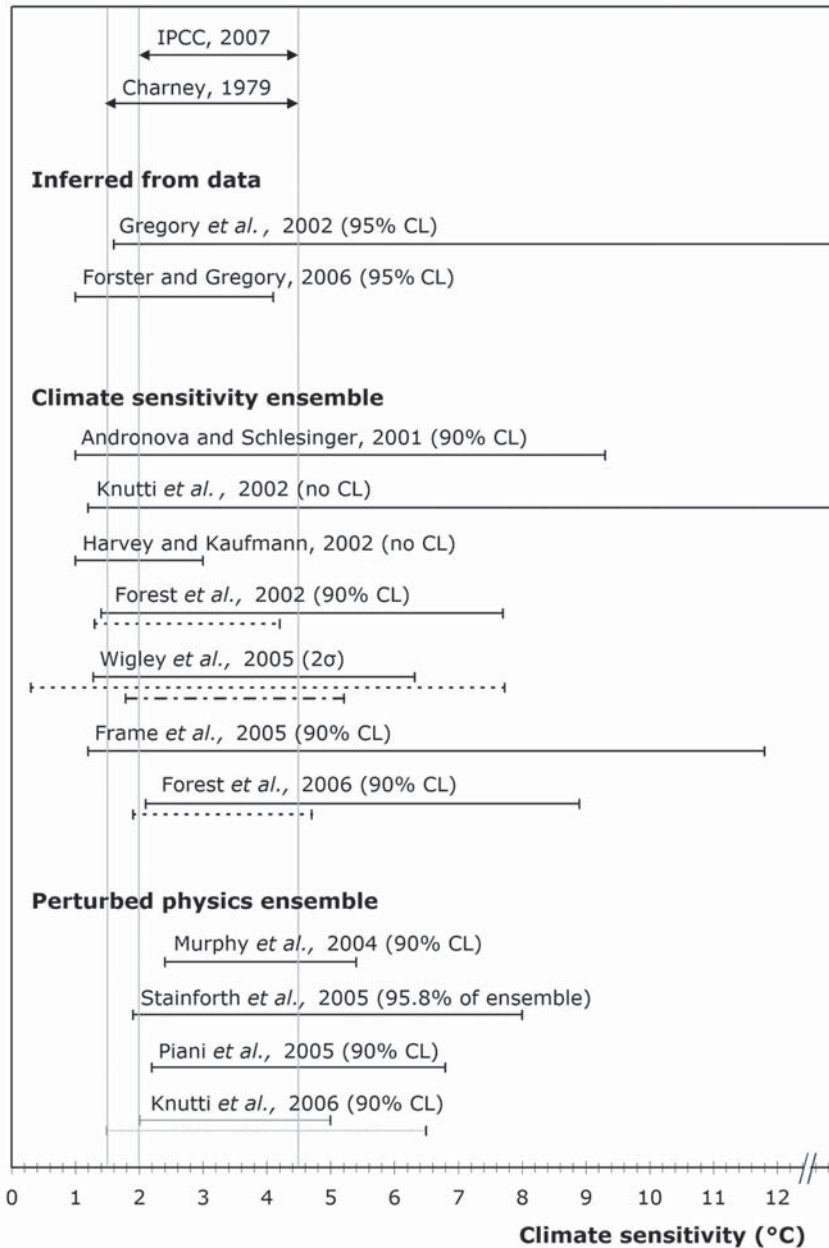 IPCC, 2007
Charney, 1979
Inferred from data
Gregory et al., 2002 (95% CL)
Forster and Gregory, 2006 (95% CL)
Climate sensitivity ensemble
Andronova and Schlesinger, 2001 (90% CL)
Knutti et al., 2002 (no CL)
Harvey and Kaufmann, 2002 (no CL)
Forest et al., 2002 (90% CL)
Wigley et al., 2005 (2σ)
Frame et al., 2005 (90% CL)
Forest et al., 2006 (90% CL)
Perturbed physics ensemble
Murphy et al., 2004 (90% CL)
Stainforth et al., 2005 (95.8% of ensemble)
Piani et al., 2005 (90% CL)
Knutti et al., 2006 (90% CL)
0 1 2 3 4 5 6 7 8 9 10 11 12
Climate sensitivity (°C)